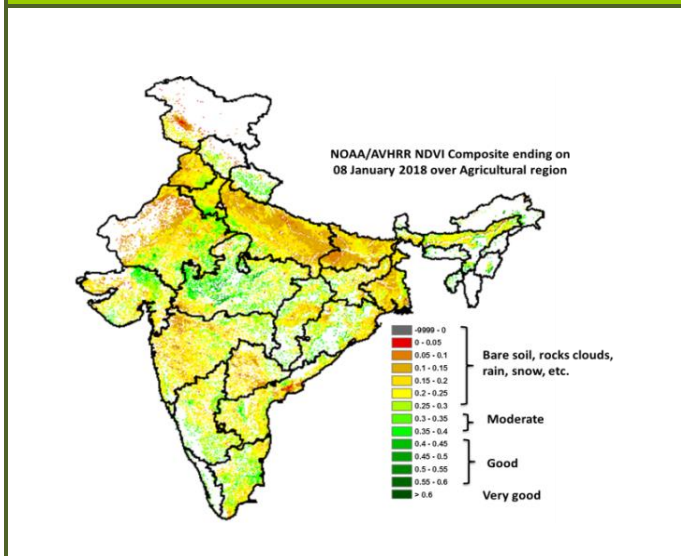 NOAA/AVHRR NDVI Composite ending on
08 January 2018 over Agricultural region
-9999 - 0
0 - 0.05
0.05 - 0.1
0.1 - 0.15
0.15 - 0.2
0.2 - 0.25
0.25 - 0.3
0.3 - 0.35
0.35 - 0.4
0.4 - 0.45
0.45 - 0.5
0.5 - 0.55
0.55 - 0.6
> 0.6
Bare soil, rocks clouds,
rain, snow, etc.
Moderate
Good
Very good